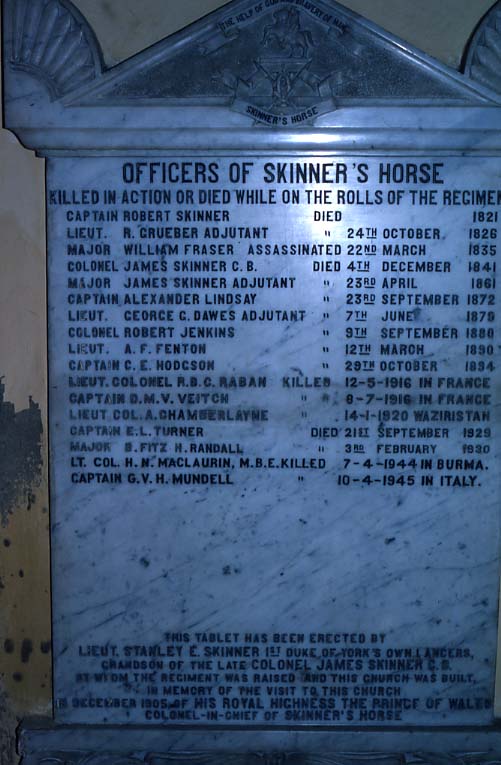 THE HELP OF GOD AND BRAVERY OF MAN
SKINNER'S HORSE
OFFICERS OF SKINNER'S HORSE
KILLED IN ACTION OR DIED WHILE ON THE ROLLS OF THE REGIMEN
CAPTAIN ROBERT SKINNER DIED 1821
LIEUT. R. GRUEBER ADJUTANT " 24TH OCTOBER, 1826
MAJOR WILLIAM FRASER ASSASSINATED 22ND MARCH 1835
COLONEL JAMES SKINNER C.B. DIED 4TH DECEMBER 1841
MAJOR JAMES SKINNER ADJUTANT " 23RD APRIL 1861
CAPTAIN ALEXANDER LINDSAY " 23RD SEPTEMBER 1872
LIEUT. GEORGE G. DAWES ADJUTANT " 7TH JUNE 1879
COLONEL ROBERT JENKINS " 9TH SEPTEMBER 1880
LIEUT. A. F. FENTON " 12TH MARCH 1890
CAPTAIN C. E. HODGSON " 29TH OCTOBER 1894
LIEUT. COLONEL R.B.C. RABAN KILLED 12-5-1916 IN FRANCE
CAPTAIN D.M.V. VEITCH " 8-7-1916 IN FRANCE
LIEUT COL. A. CHAMBERLAYNE " 14-1-1920 WAZIRISTAN
CAPTAIN E.L. TURNER DIED 21ST SEPTEMBER 1929
MAJOR FITZ H. RANDALL " 3RD FEBRUARY 1930
LT. COL. H. N. MACLAURIN, M.B.E. KILLED 7-4-1944 IN BURMA.
CAPTAIN G.V.H. MUNDELL " 10-4-1945 IN ITALY.
THIS TABLET HAS BEEN ERECTED BY
LIEUT. STANLEY E. SKINNER 1ST DUKE OF YORK'S OWN LANCERS,
GRANDSON OF THE LATE COLONEL JAMES SKINNER C.B.
BY WHOM THE REGIMENT WAS RAISED AND THIS CHURCH WAS BUILT,
IN MEMORY OF THE VISIT TO THIS CHURCH
IN DECEMBER 1905, OF HIS ROYAL HIGHNESS THE PRINCE OF WALES
COLONEL-IN-CHIEF OF SKINNER'S HORSE